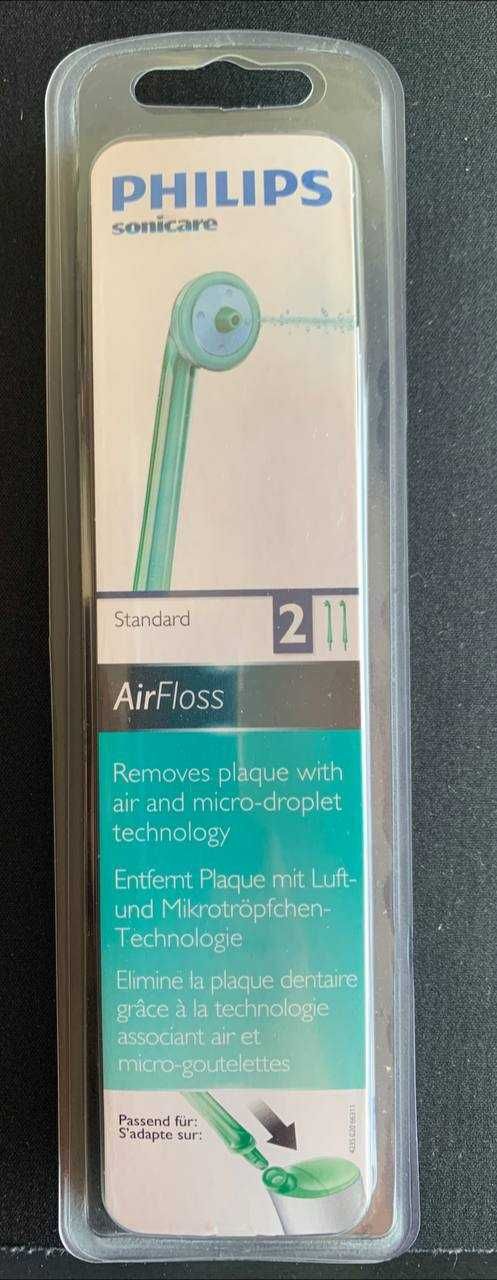 PHILIPS
sonicare
Standard
2
AirFloss
Removes plaque with
air and micro-droplet
technology
Entfernt Plaque mit Luft-
und Mikrotröpfchen-
Technologie
Elimine la plaque dentaire
grâce à la technologie
associant air et
micro-goutelettes
Passend für:
S'adapte sur: